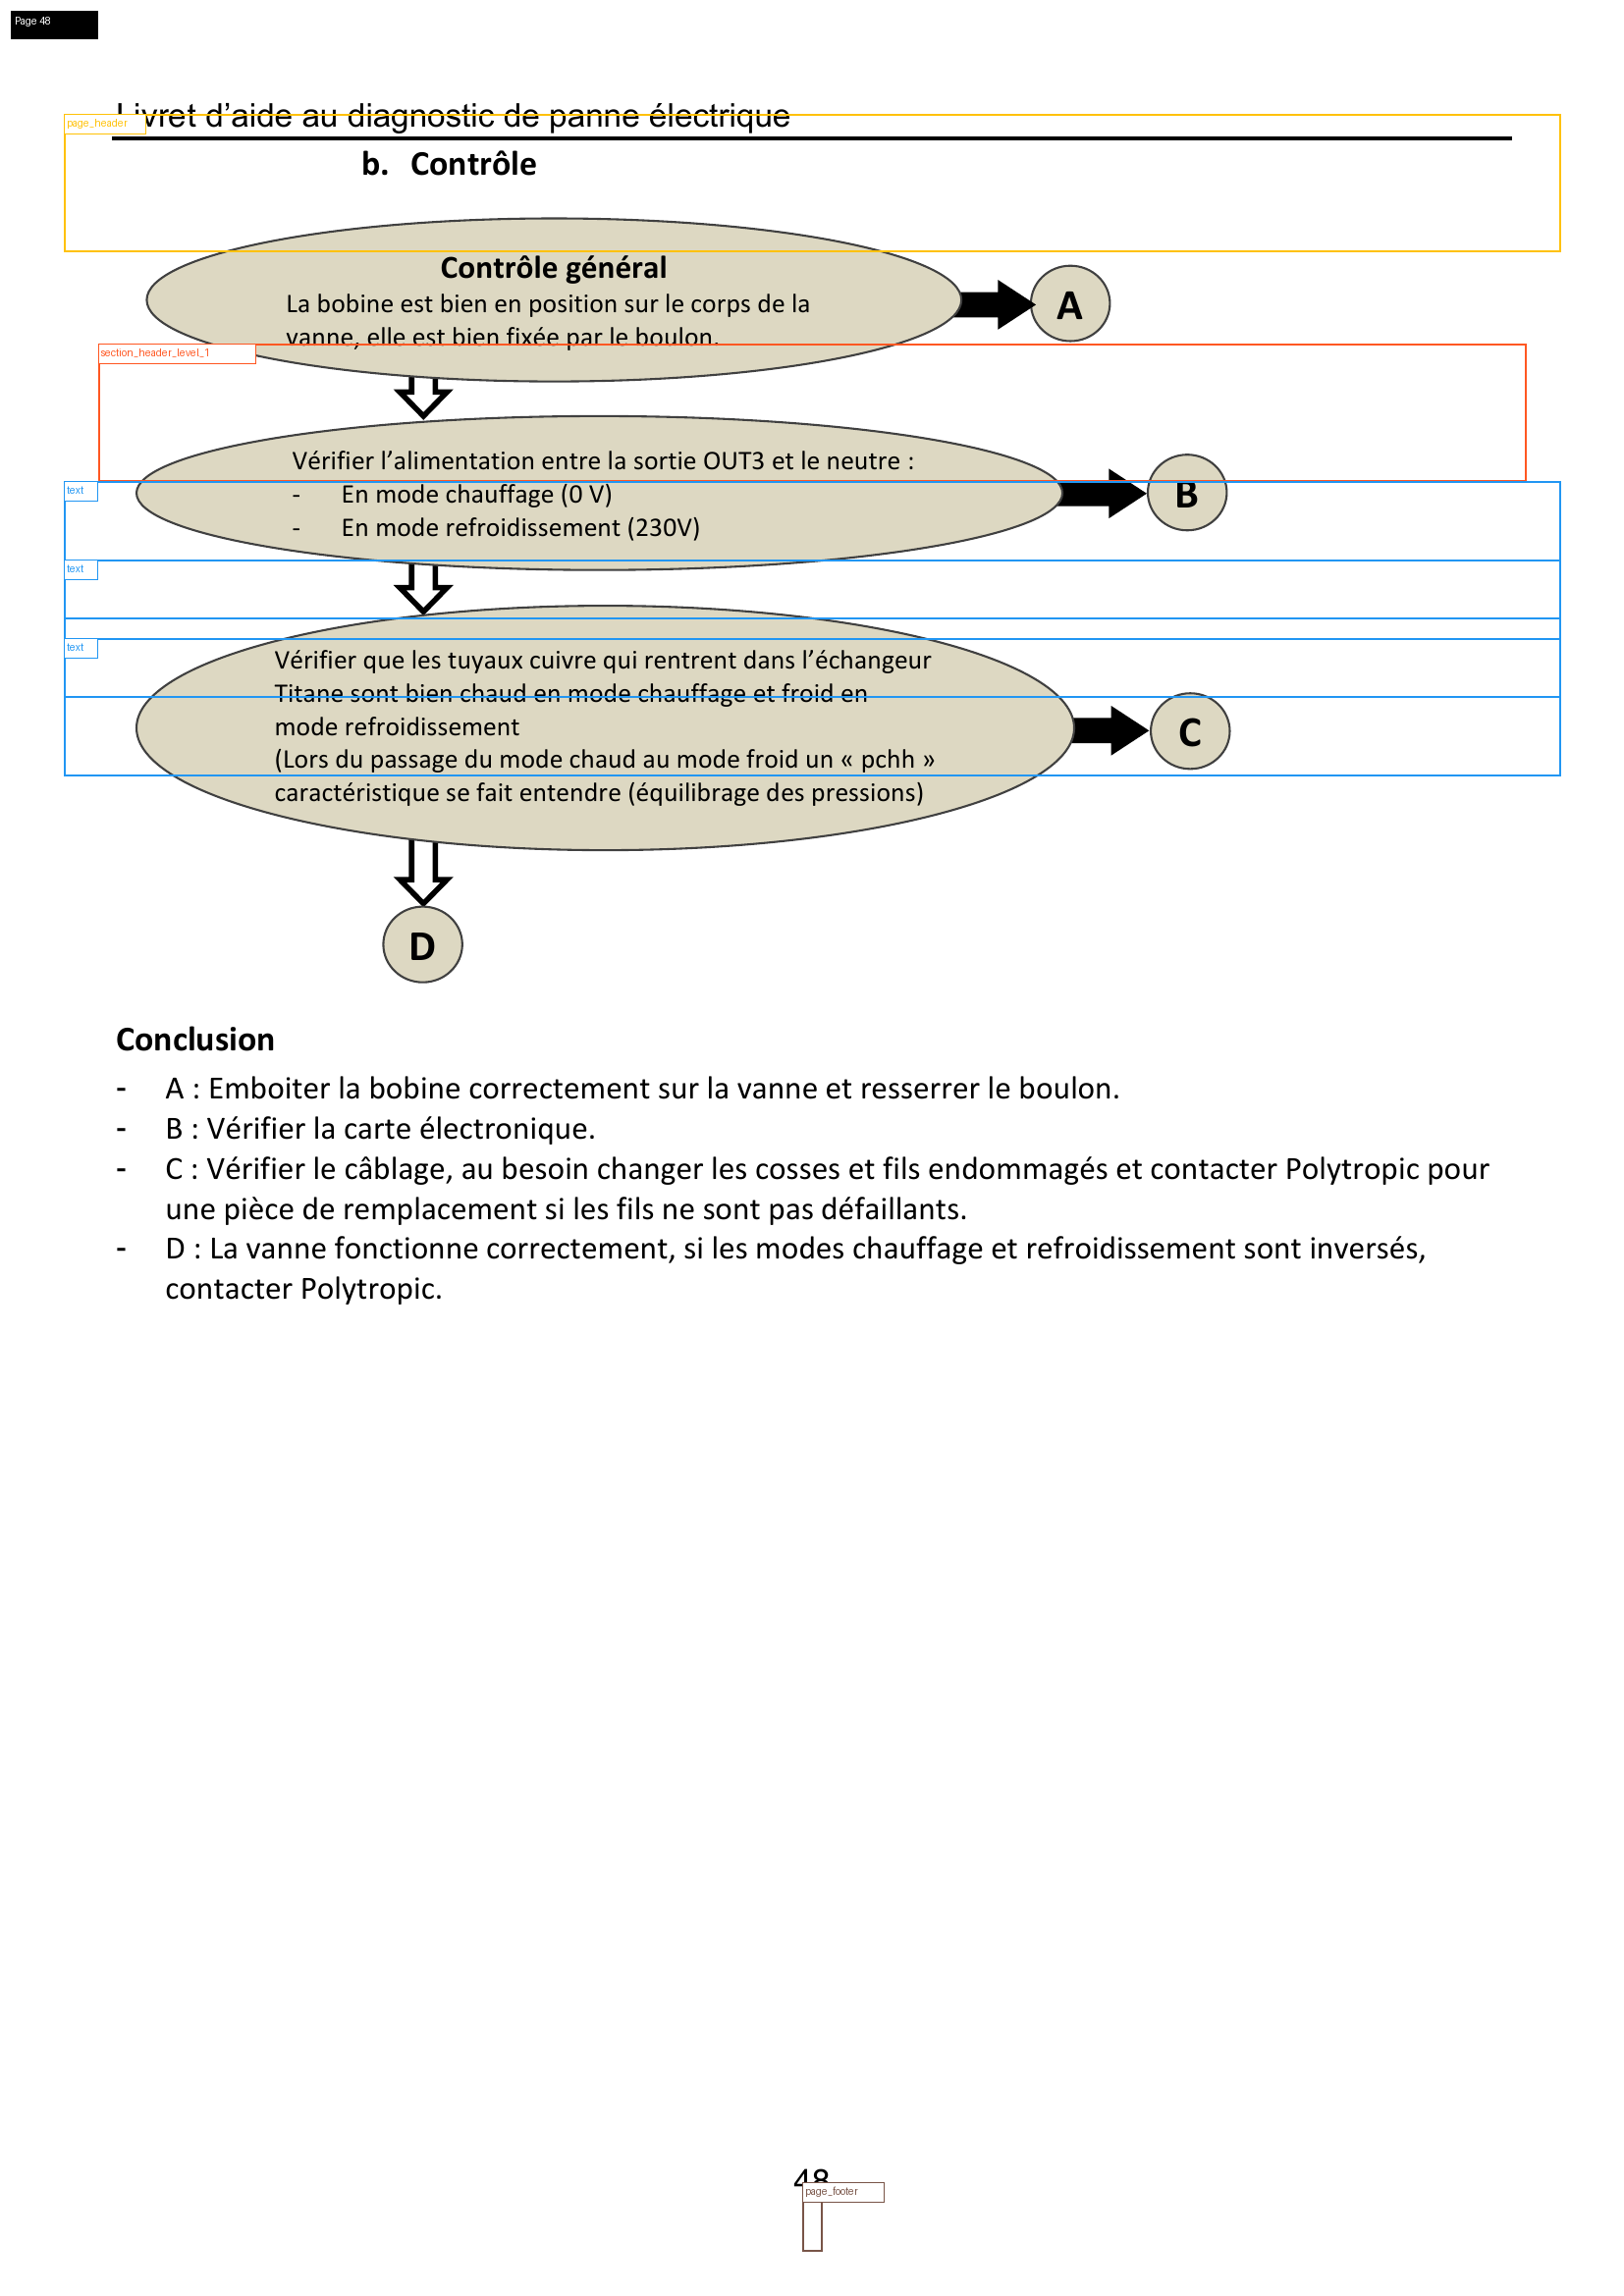 Page 48
Livret d’aide au diagnostic de panne électrique
page_header
b. Contrôle
Contrôle général
La bobine est bien en position sur le corps de la
vanne, elle est bien fixée par le boulon.
A
section_header_level_1
Vérifier l’alimentation entre la sortie OUT3 et le neutre :
- En mode chauffage (0 V)
- En mode refroidissement (230V)
B
text
text
text
Vérifier que les tuyaux cuivre qui rentrent dans l’échangeur
Titane sont bien chaud en mode chauffage et froid en
mode refroidissement
(Lors du passage du mode chaud au mode froid un « pchh »
caractéristique se fait entendre (équilibrage des pressions)
C
D
Conclusion
- A : Emboiter la bobine correctement sur la vanne et resserrer le boulon.
- B : Vérifier la carte électronique.
- C : Vérifier le câblage, au besoin changer les cosses et fils endommagés et contacter Polytropic pour
une pièce de remplacement si les fils ne sont pas défaillants.
- D : La vanne fonctionne correctement, si les modes chauffage et refroidissement sont inversés,
contacter Polytropic.
48
page_footer